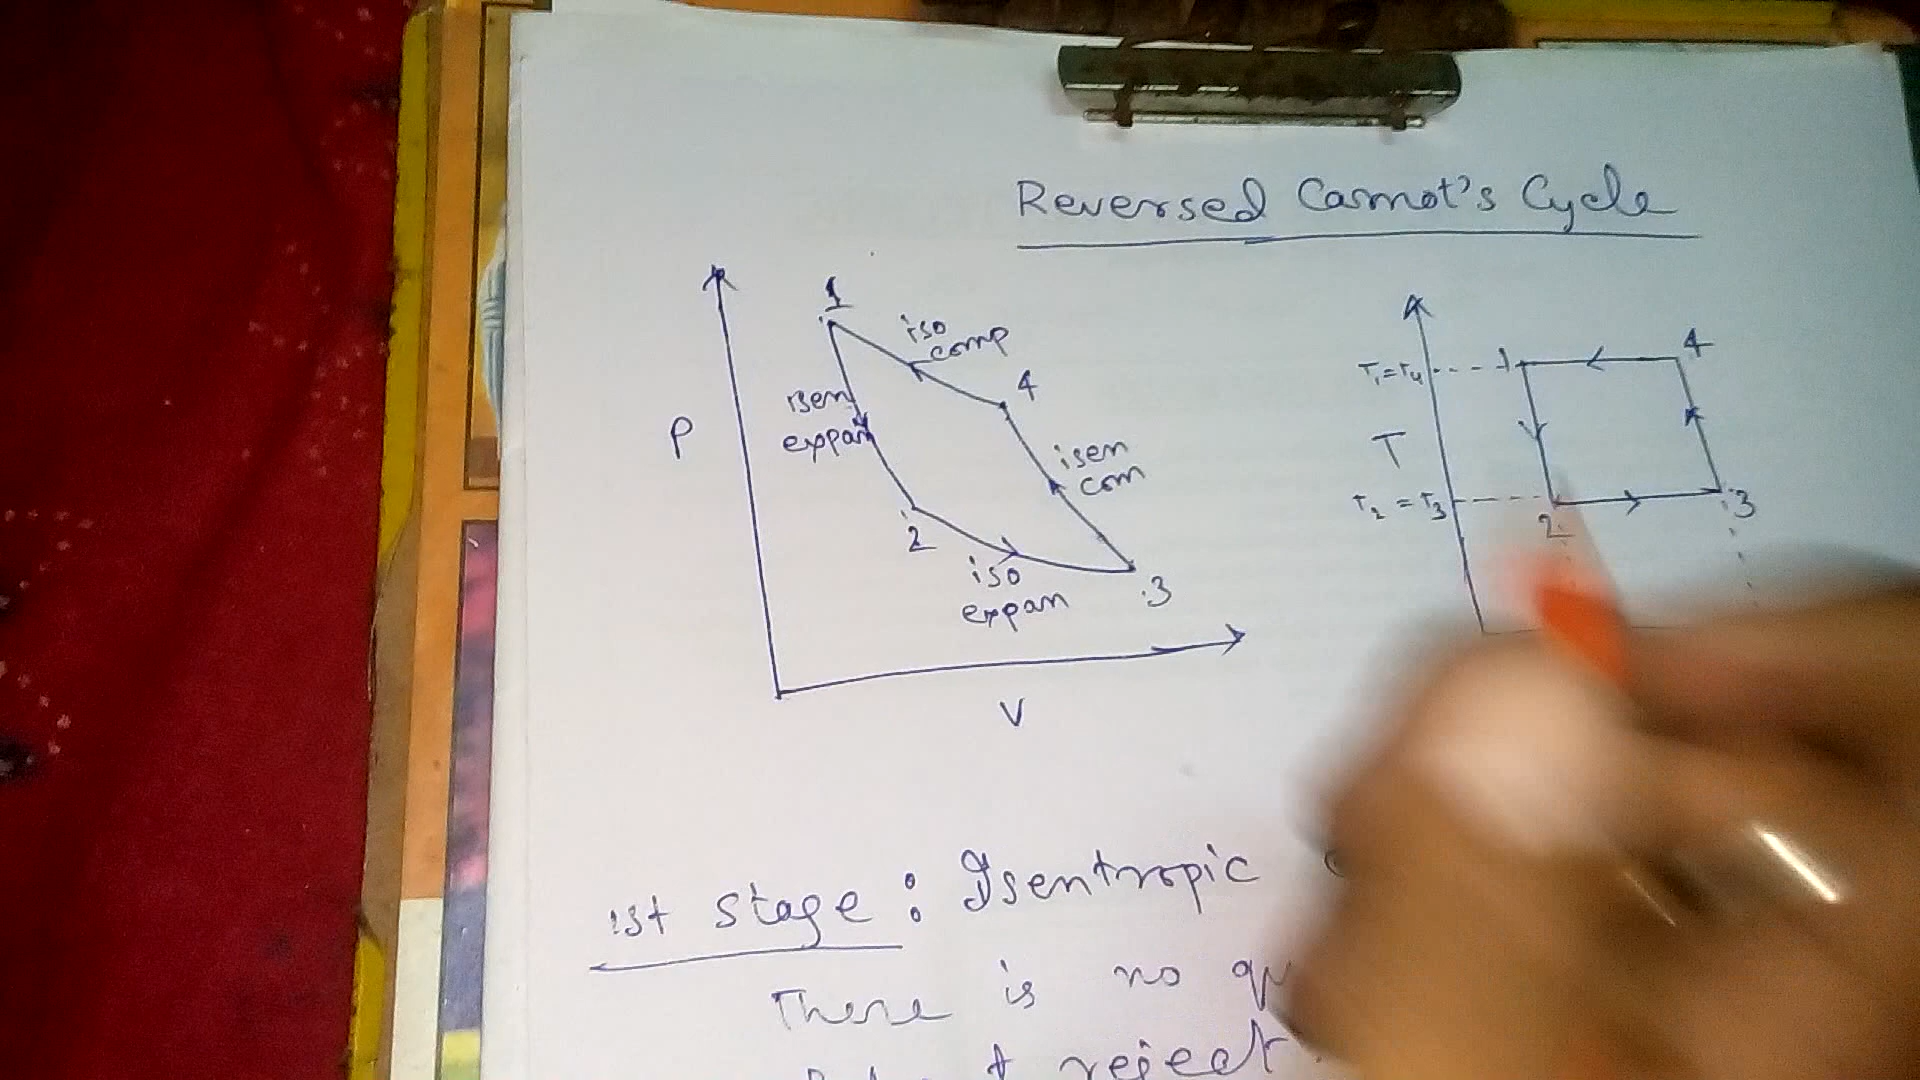 Reversed Carnot's Cycle
1
iso
comp
4
isen
expan
P
isen
com
2
iso
expan
3
V
T₁=T₄
1
4
T
T₂ = T₃
2
3
1st stage : Isentropic
There is no
reject